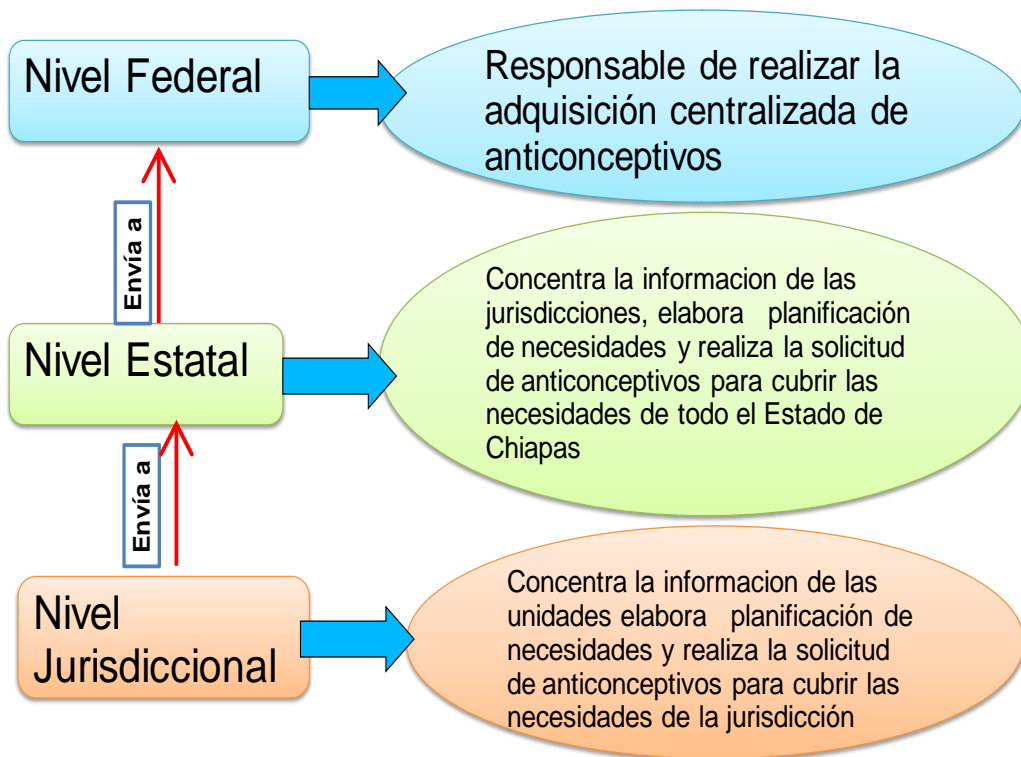 Nivel Federal
Responsable de realizar la
adquisición centralizada de
anticonceptivos
Envía a
Nivel Estatal
Concentra la informacion de las
jurisdicciones, elabora planificación
de necesidades y realiza la solicitud
de anticonceptivos para cubrir las
necesidades de todo el Estado de
Chiapas
Envía a
Nivel
Jurisdiccional
Concentra la informacion de las
unidades elabora planificación de
necesidades y realiza la solicitud
de anticonceptivos para cubrir las
necesidades de la jurisdicción